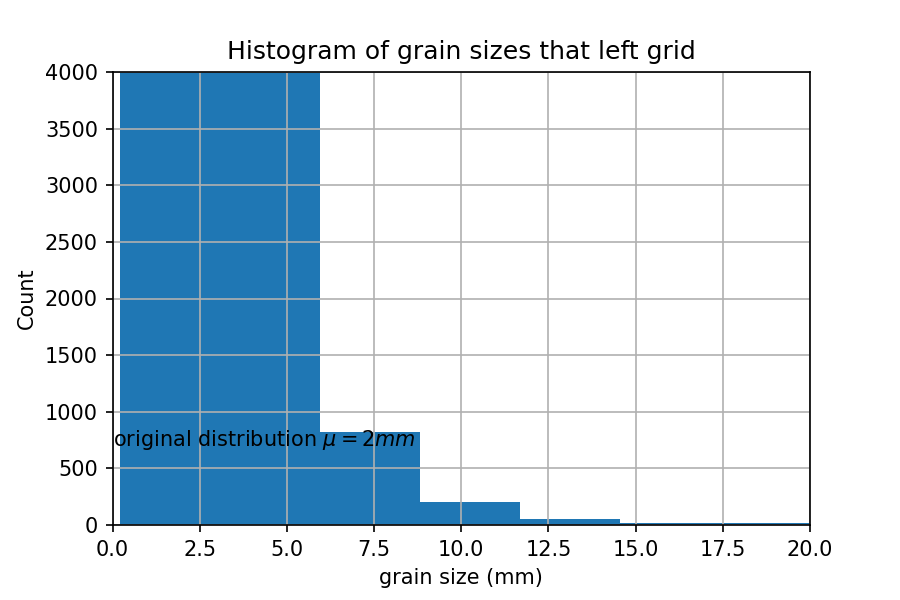 Histogram of grain sizes that left grid
4000
3500
3000
2500
2000
1500
1000
500
0
Count
original distribution μ = 2mm
0.0 2.5 5.0 7.5 10.0 12.5 15.0 17.5 20.0
grain size (mm)